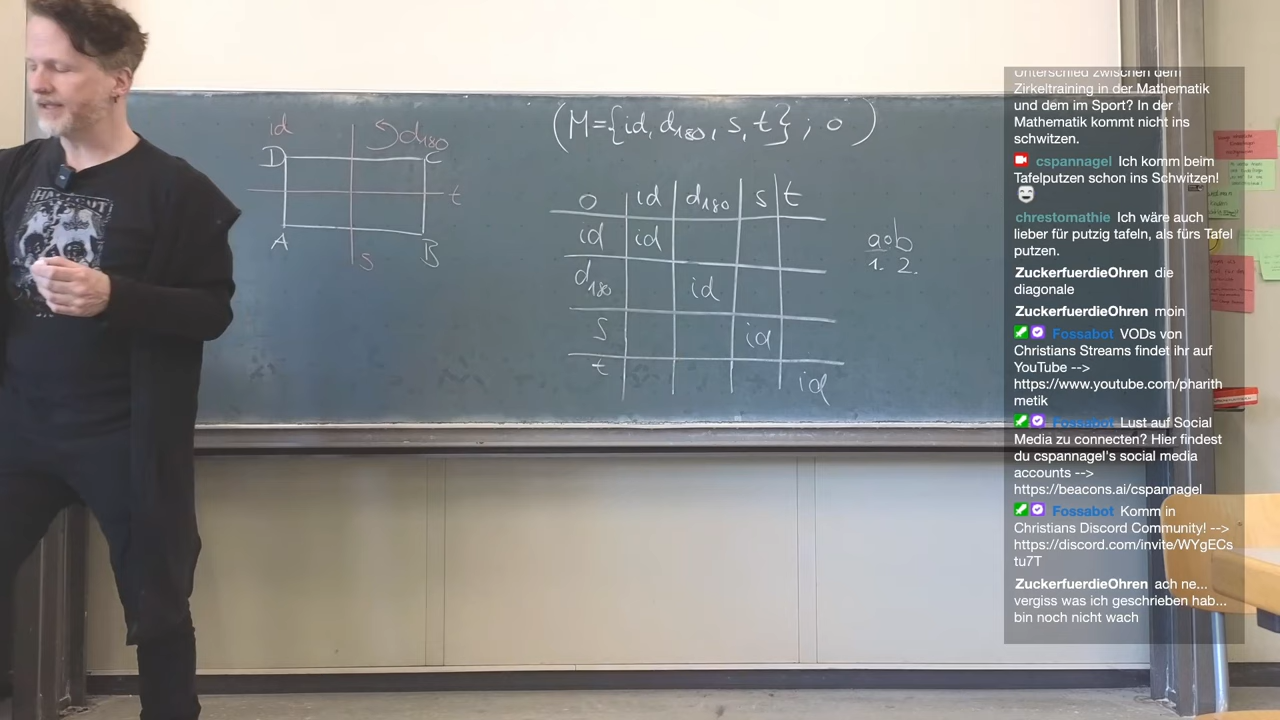 id
d₁₈₀
D
C
t
A
s
B
(M={id, d₁₈₀, s, t} ; o )
o id d₁₈₀ s t
id id
d₁₈₀ id
s id
t id
a o b
1. 2.
Unterschied zwischen dem
Zirkeltraining in der Mathematik
und dem im Sport? In der
Mathematik kommt nicht ins
schwitzen.
cspannagel Ich komm beim
Tafelputzen schon ins Schwitzen!
chrestomathie Ich wäre auch
lieber für putzig tafeln, als fürs Tafel
putzen.
ZuckerfuerdieOhren die
diagonale
ZuckerfuerdieOhren moin
Fossabot VODs von
Christians Streams findet ihr auf
YouTube -->
https://www.youtube.com/pharith
metik
Fossabot Lust auf Social
Media zu connecten? Hier findest
du cspannagel's social media
accounts -->
https://beacons.ai/cspannagel
Fossabot Komm in
Christians Discord Community! -->
https://discord.com/invite/WYgECs
tu7T
ZuckerfuerdieOhren ach ne...
vergiss was ich geschrieben hab...
bin noch nicht wach